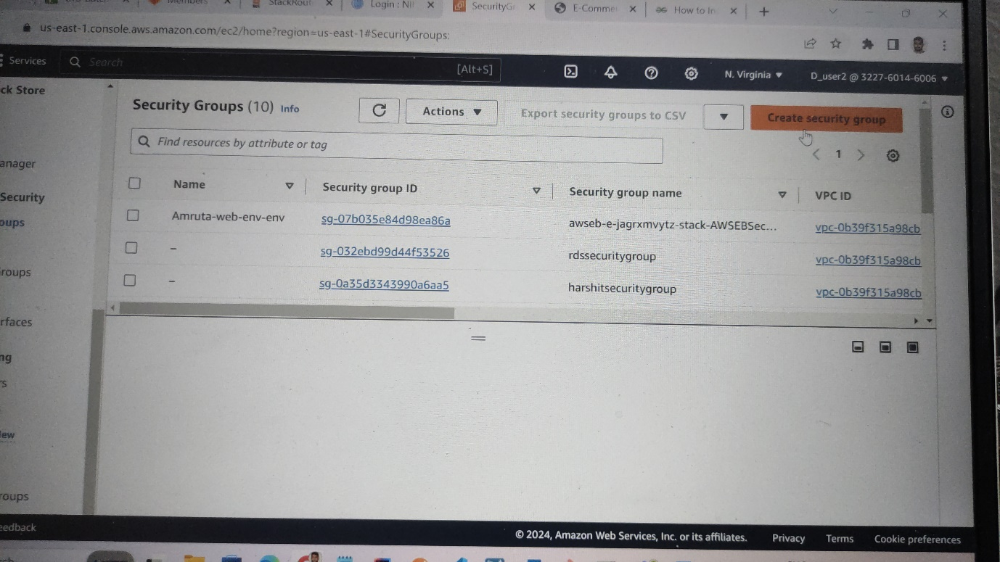 Members
StackRout
Login : NI
SecurityG
E-Comme
How to In
us-east-1.console.aws.amazon.com/ec2/home?region=us-east-1#SecurityGroups:
Services
Search
[Alt+S]
N. Virginia
D_user2 @ 3227-6014-6006
ck Store
anager
Security
oups
roups
rfaces
ng
rs
ew
roups
Security Groups (10) Info
Actions
Export security groups to CSV
Create security group
Find resources by attribute or tag
1
Name Security group ID Security group name VPC ID
Amruta-web-env-env sg-07b035e84d98ea86a awseb-e-jagrxmvytz-stack-AWSEBSec... vpc-0b39f315a98cb
– sg-032ebd99d44f53526 rdssecuritygroup vpc-0b39f315a98cb
– sg-0a35d3343990a6aa5 harshitsecuritygroup vpc-0b39f315a98cb
eedback
© 2024, Amazon Web Services, Inc. or its affiliates. Privacy Terms Cookie preferences